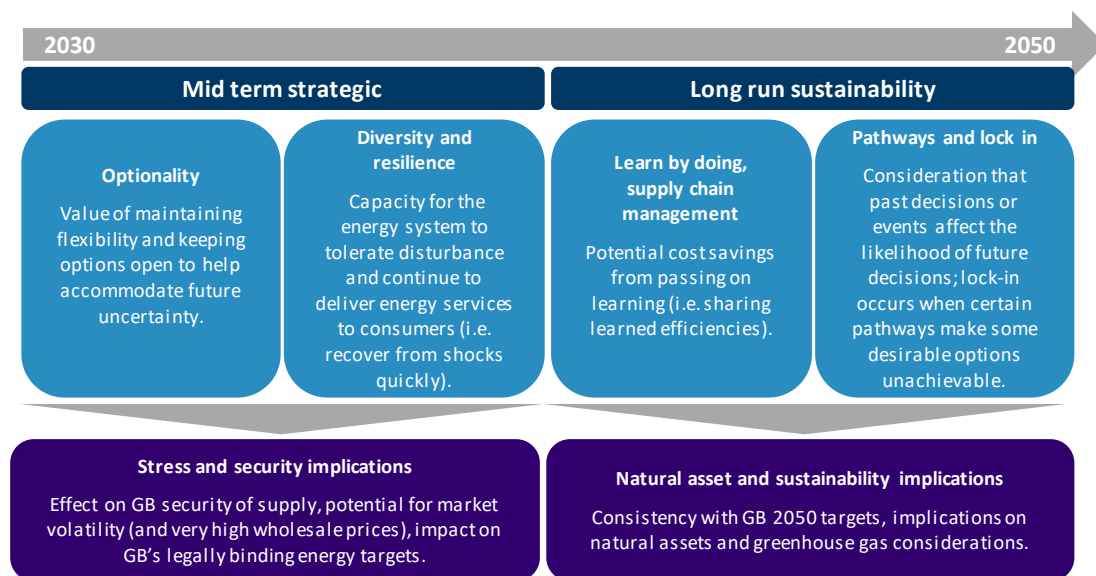 2030
2050
Mid term strategic
Long run sustainability
Optionality
Value of maintaining
flexibility and keeping
options open to help
accommodate future
uncertainty.
Diversity and
resilience
Capacity for the
energy system to
tolerate disturbance
and continue to
deliver energy services
to consumers (i.e.
recover from shocks
quickly).
Learn by doing,
supply chain
management
Potential cost savings
from passing on
learning (i.e. sharing
learned efficiencies).
Pathways and lock in
Consideration that
past decisions or
events affect the
likelihood of future
decisions; lock-in
occurs when certain
pathways make some
desirable options
unachievable.
Stress and security implications
Effect on GB security of supply, potential for market
volatility (and very high wholesale prices), impact on
GB's legally binding energy targets.
Natural asset and sustainability implications
Consistency with GB 2050 targets, implications on
natural assets and greenhouse gas considerations.